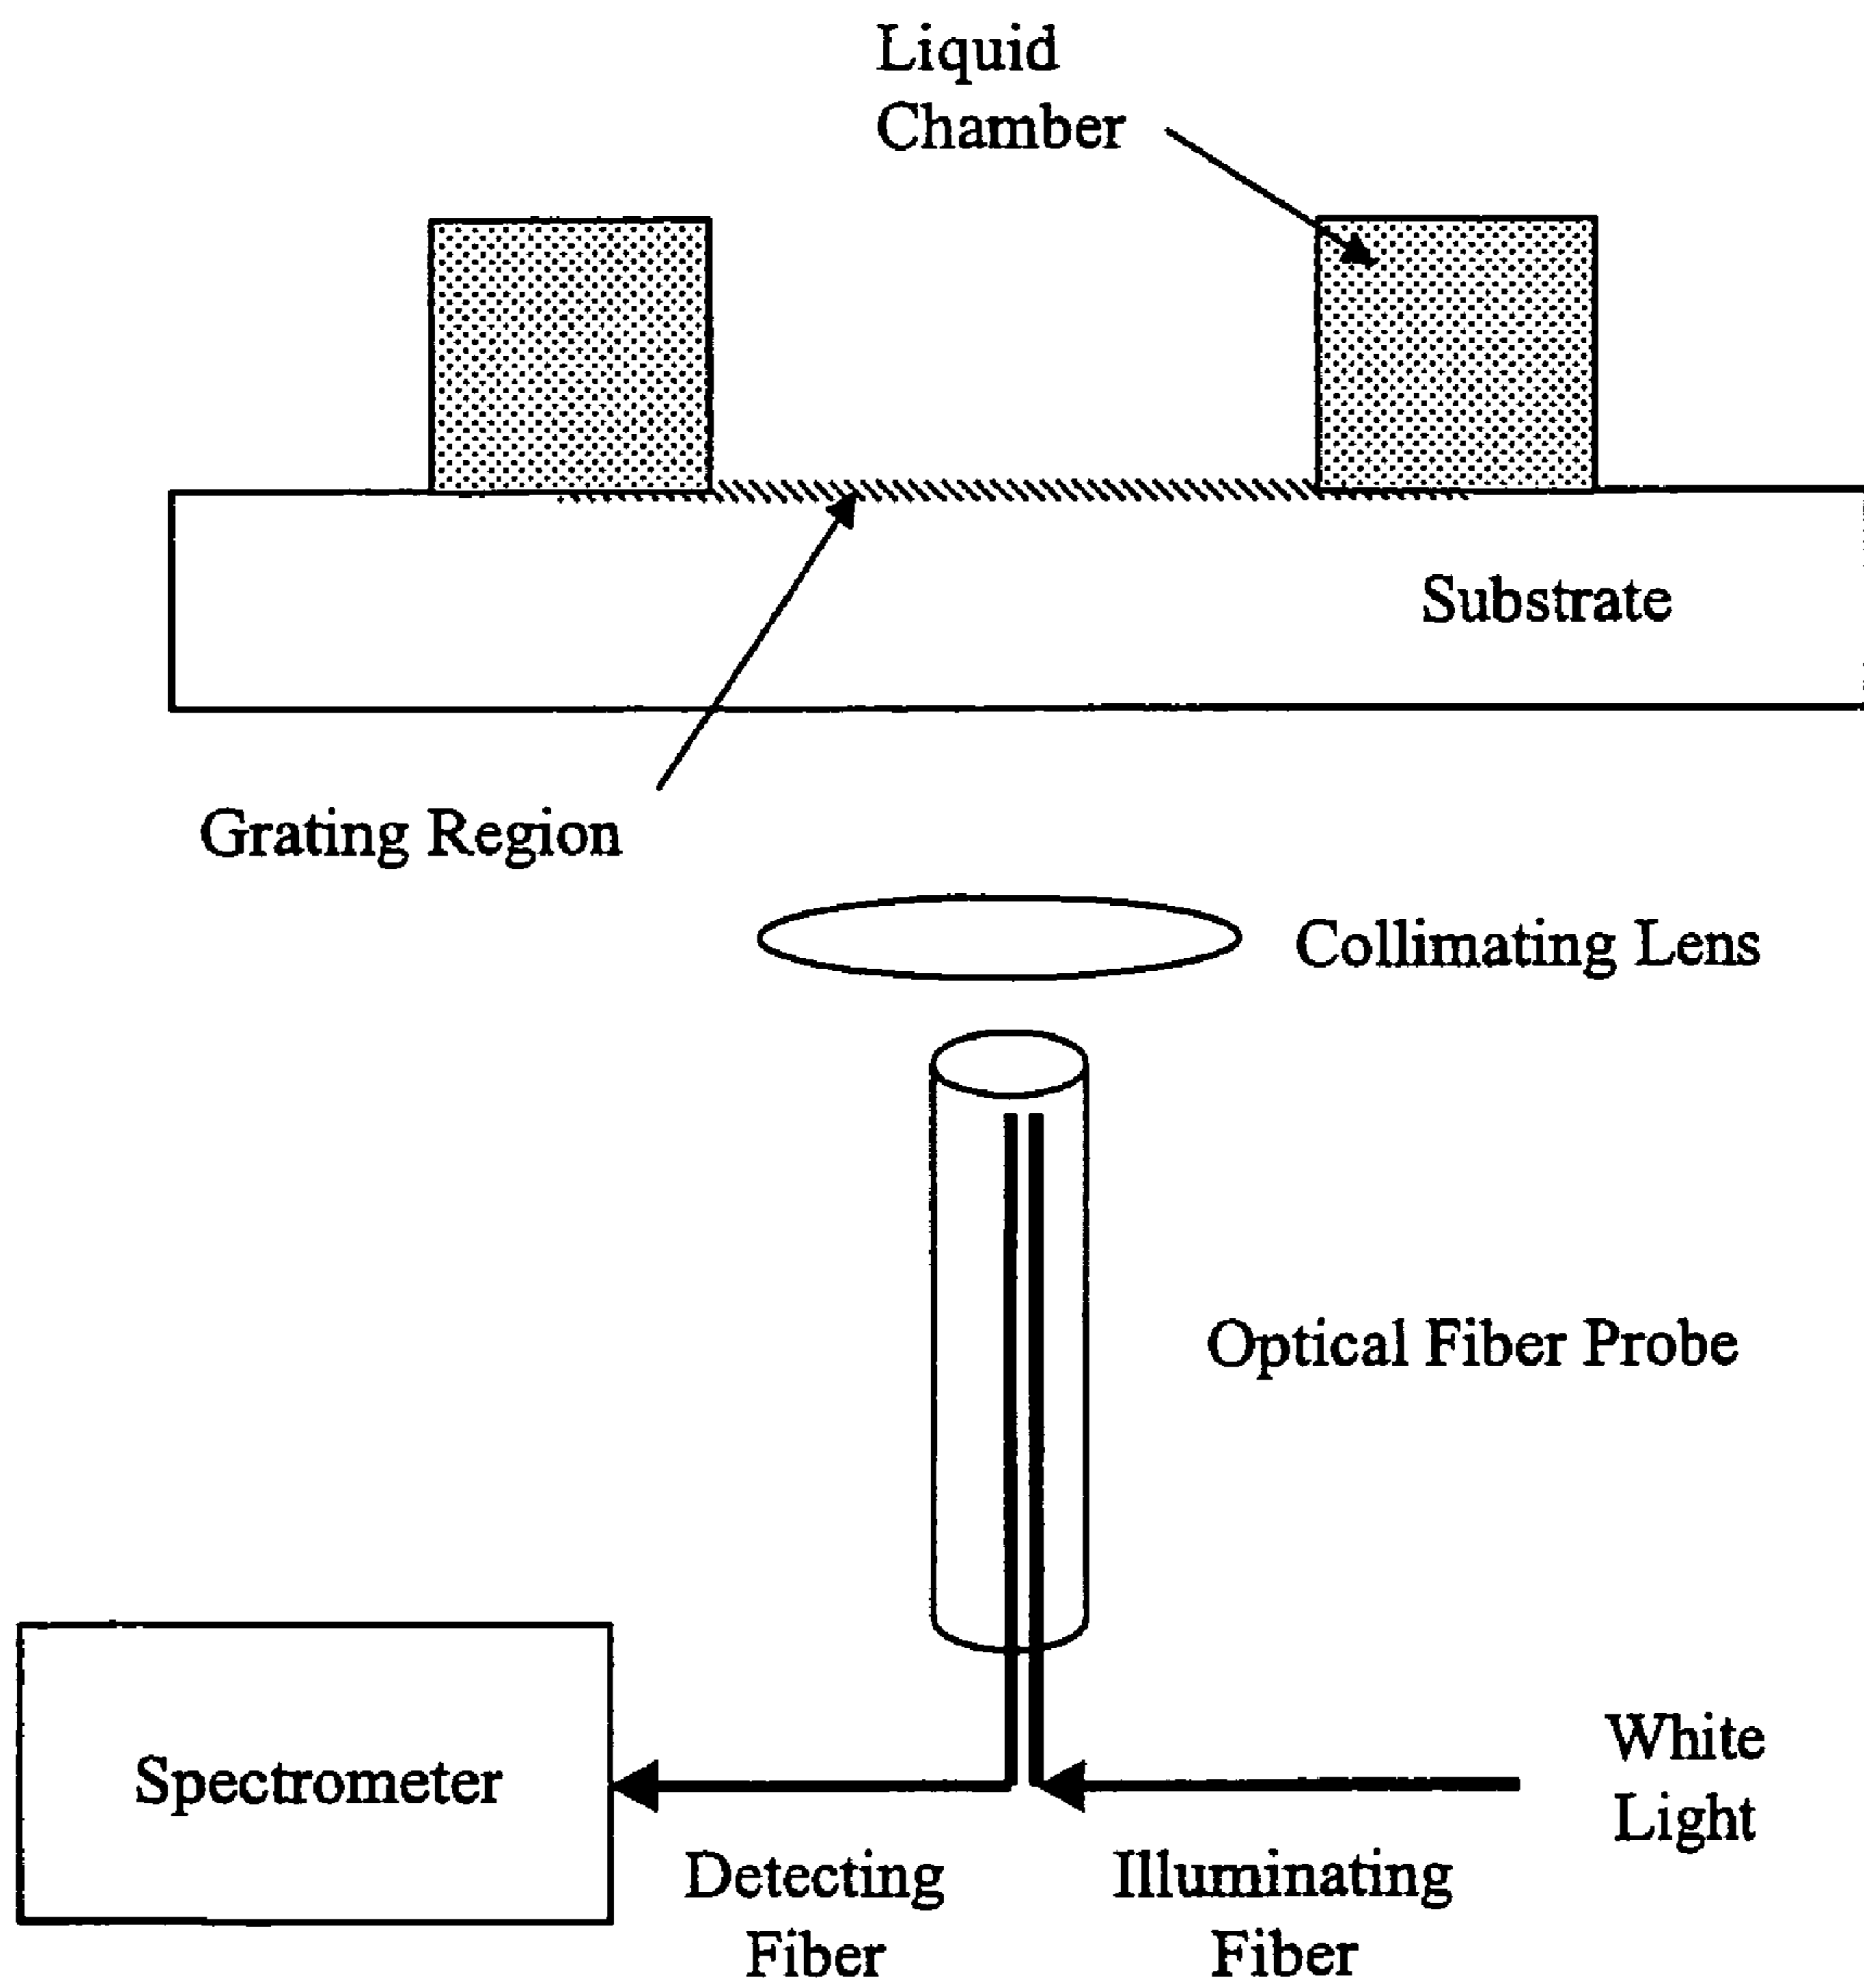 Liquid
Chamber
Substrate
Grating Region
Collimating Lens
Optical Fiber Probe
Spectrometer
White
Light
Detecting
Fiber
Illuminating
Fiber